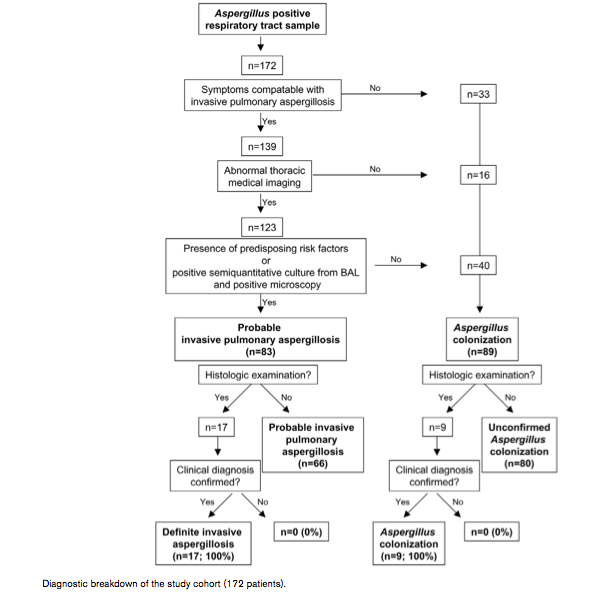 Aspergillus positive
respiratory tract sample
n=172
Symptoms compatable with
invasive pulmonary aspergillosis
No
n=33
Yes
n=139
Abnormal thoracic
medical imaging
No
n=16
Yes
n=123
Presence of predisposing risk factors
or
positive semiquantitative culture from BAL
and positive microscopy
No
n=40
Yes
Probable
invasive pulmonary aspergillosis
(n=83)
Aspergillus
colonization
(n=89)
Histologic examination?
Histologic examination?
Yes
No
Yes
No
n=17
Probable invasive
pulmonary
aspergillosis
(n=66)
n=9
Unconfirmed
Aspergillus
colonization
(n=80)
Clinical diagnosis
confirmed?
Clinical diagnosis
confirmed?
Yes
No
Yes
No
Definite invasive
aspergillosis
(n=17; 100%)
n=0 (0%)
Aspergillus
colonization
(n=9; 100%)
n=0 (0%)
Diagnostic breakdown of the study cohort (172 patients).